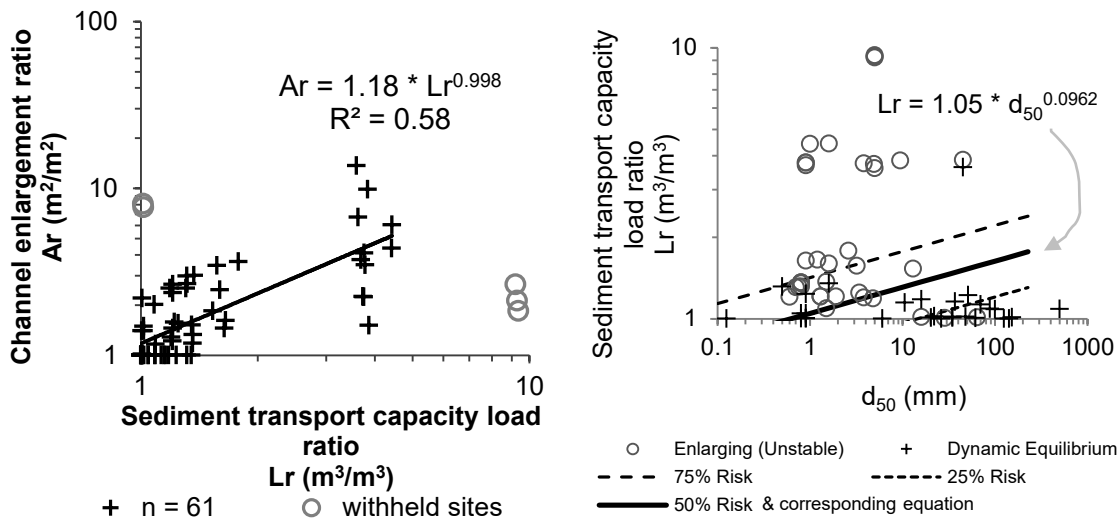 100
10
1
Channel enlargement ratio
Ar (m²/m²)
Ar = 1.18 * Lr^0.998
R² = 0.58
1
10
Sediment transport capacity load
ratio
Lr (m³/m³)
n = 61
withheld sites
Sediment transport capacity
load ratio
Lr (m³/m³)
10
1
Lr = 1.05 * d₅₀^0.0962
0.1
1
10
100
1000
d₅₀ (mm)
Enlarging (Unstable)
Dynamic Equilibrium
75% Risk
25% Risk
50% Risk & corresponding equation